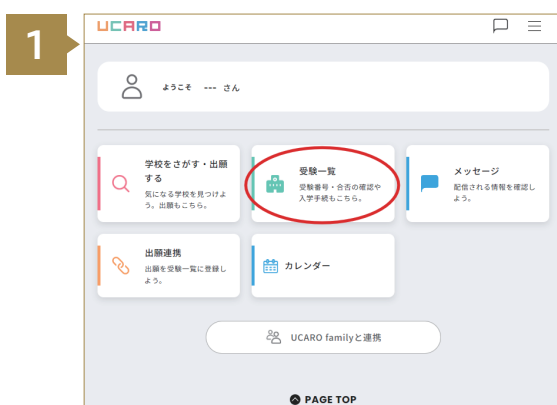 1
UCARO
ようこそ --- さん
学校をさがす・出願
する
気になる学校を見つけよ
う。出願もこちら。
受験一覧
受験番号・合否の確認や
入学手続もこちら。
メッセージ
配信される情報を確認し
よう。
出願連携
出願を受験一覧に登録し
よう。
カレンダー
UCARO familyと連携
PAGE TOP